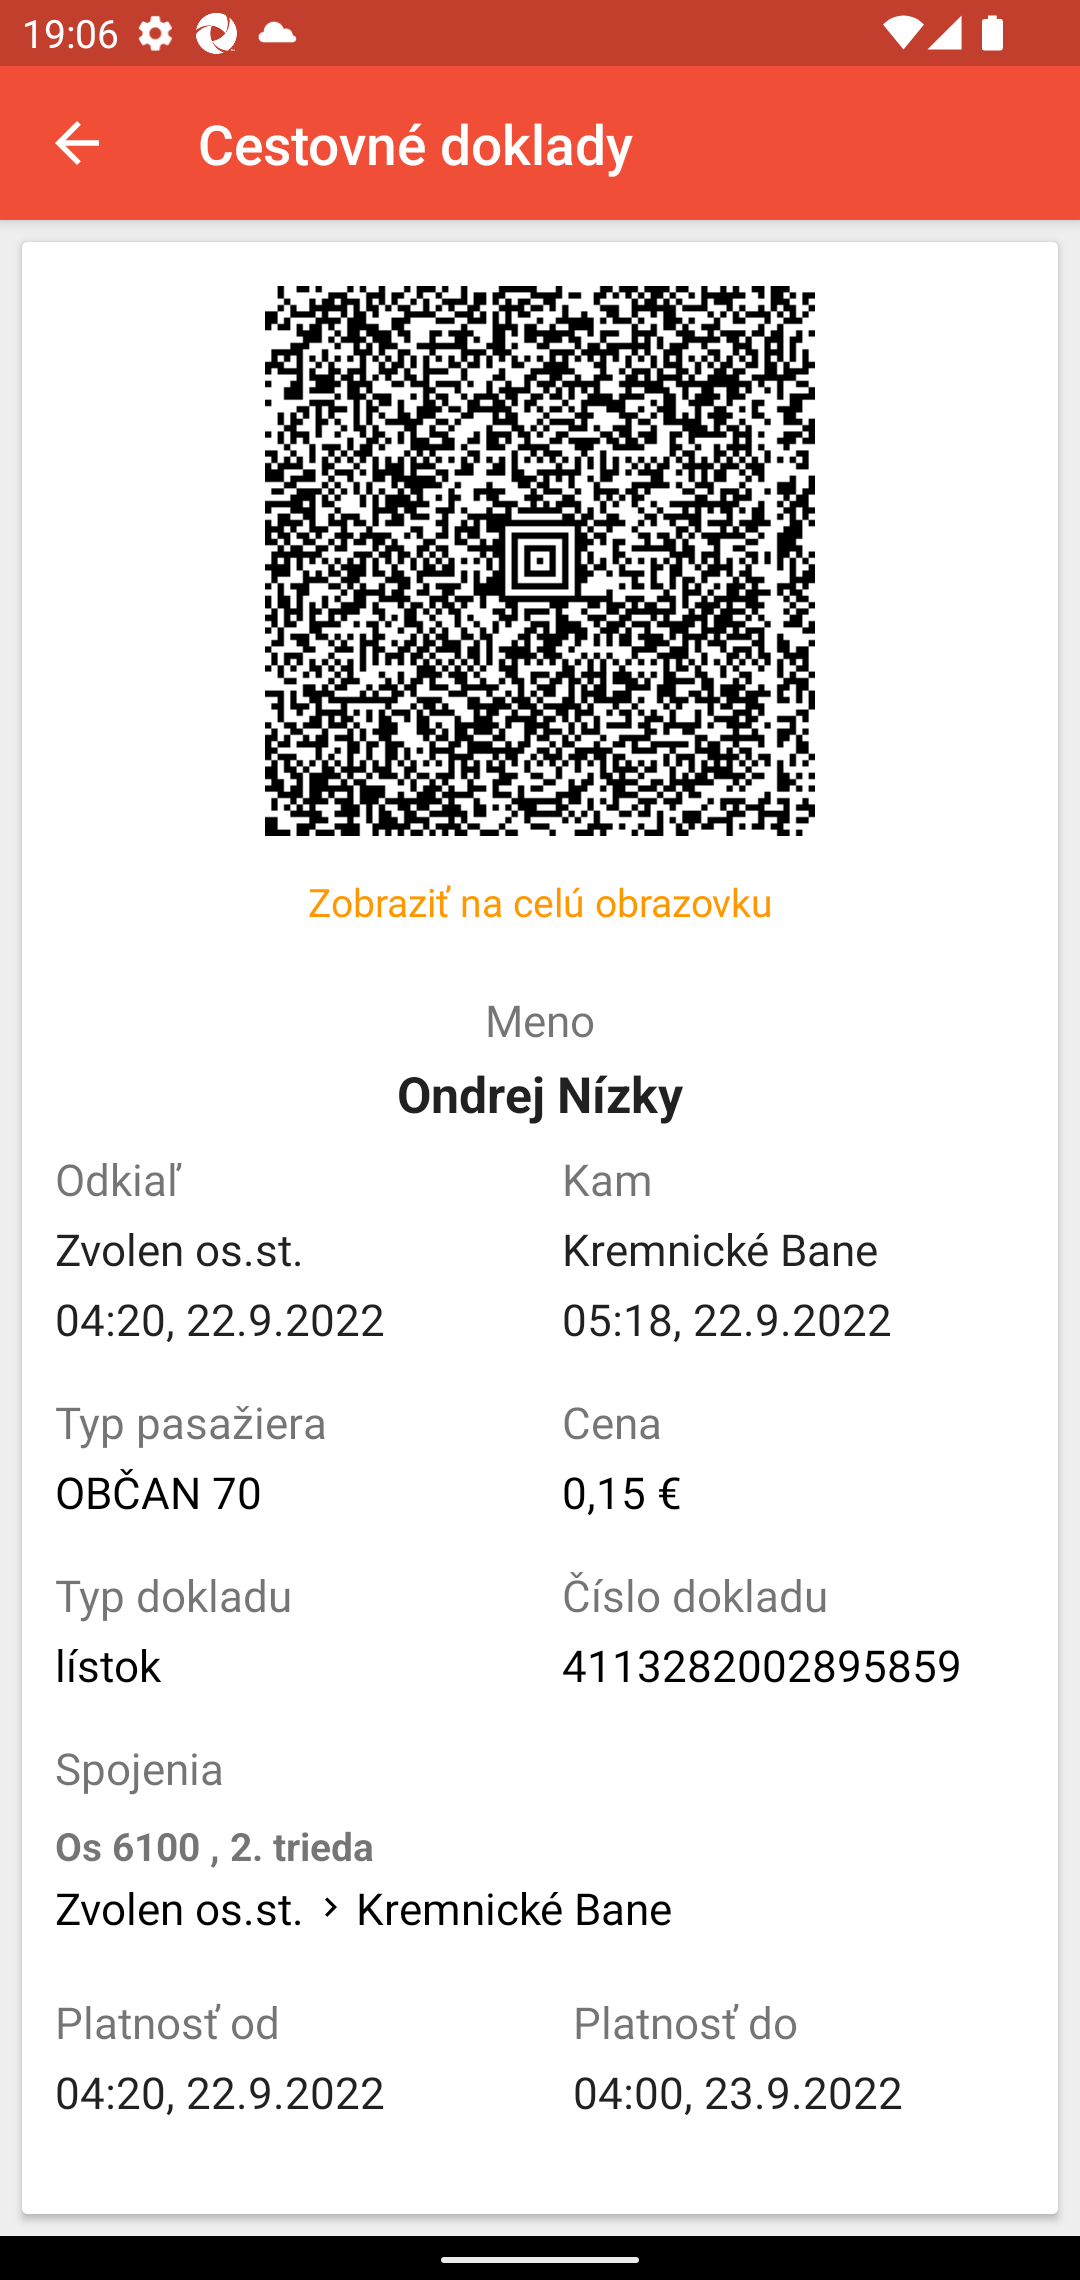 19:06
Cestovné doklady
Zobraziť na celú obrazovku
Meno
Ondrej Nízky
Odkiaľ
Kam
Zvolen os.st.
Kremnické Bane
04:20, 22.9.2022
05:18, 22.9.2022
Typ pasažiera
Cena
OBČAN 70
0,15 €
Typ dokladu
Číslo dokladu
lístok
4113282002895859
Spojenia
Os 6100 , 2. trieda
Zvolen os.st. › Kremnické Bane
Platnosť od
Platnosť do
04:20, 22.9.2022
04:00, 23.9.2022